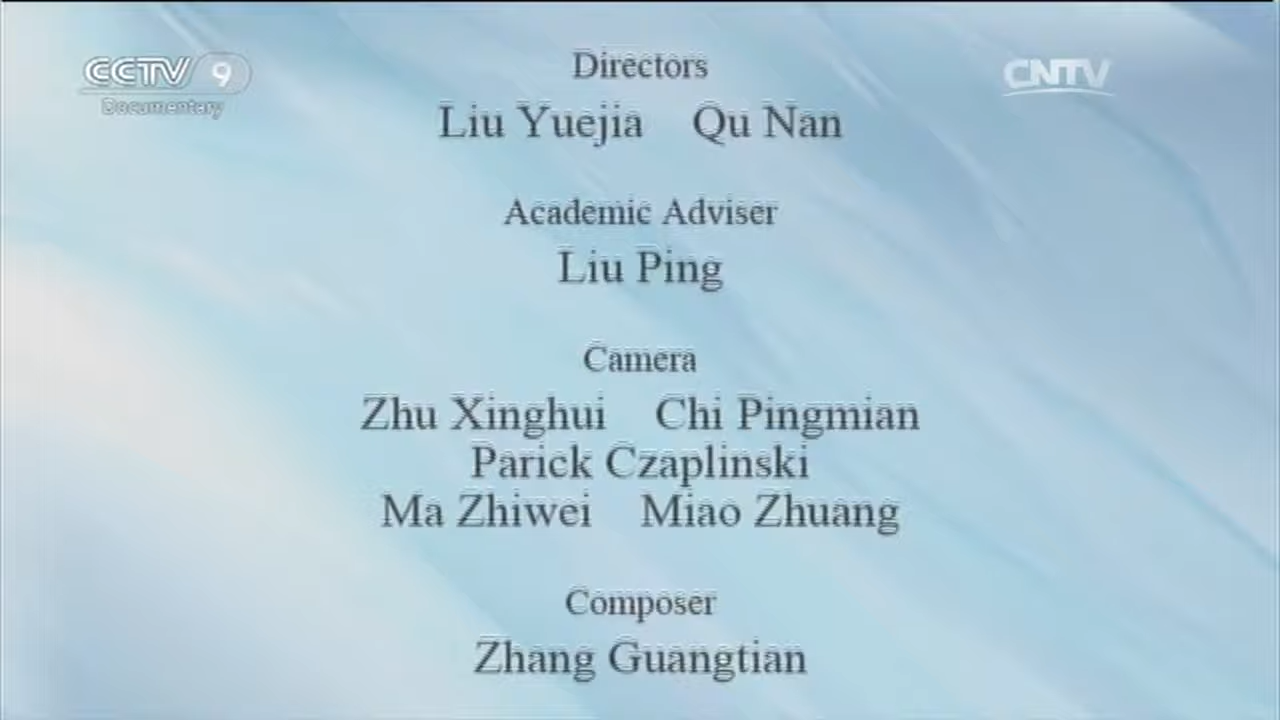 CCTV 9
Documentary
CNTV
Directors
Liu Yuejia Qu Nan
Academic Adviser
Liu Ping
Camera
Zhu Xinghui Chi Pingmian
Parick Czaplinski
Ma Zhiwei Miao Zhuang
Composer
Zhang Guangtian